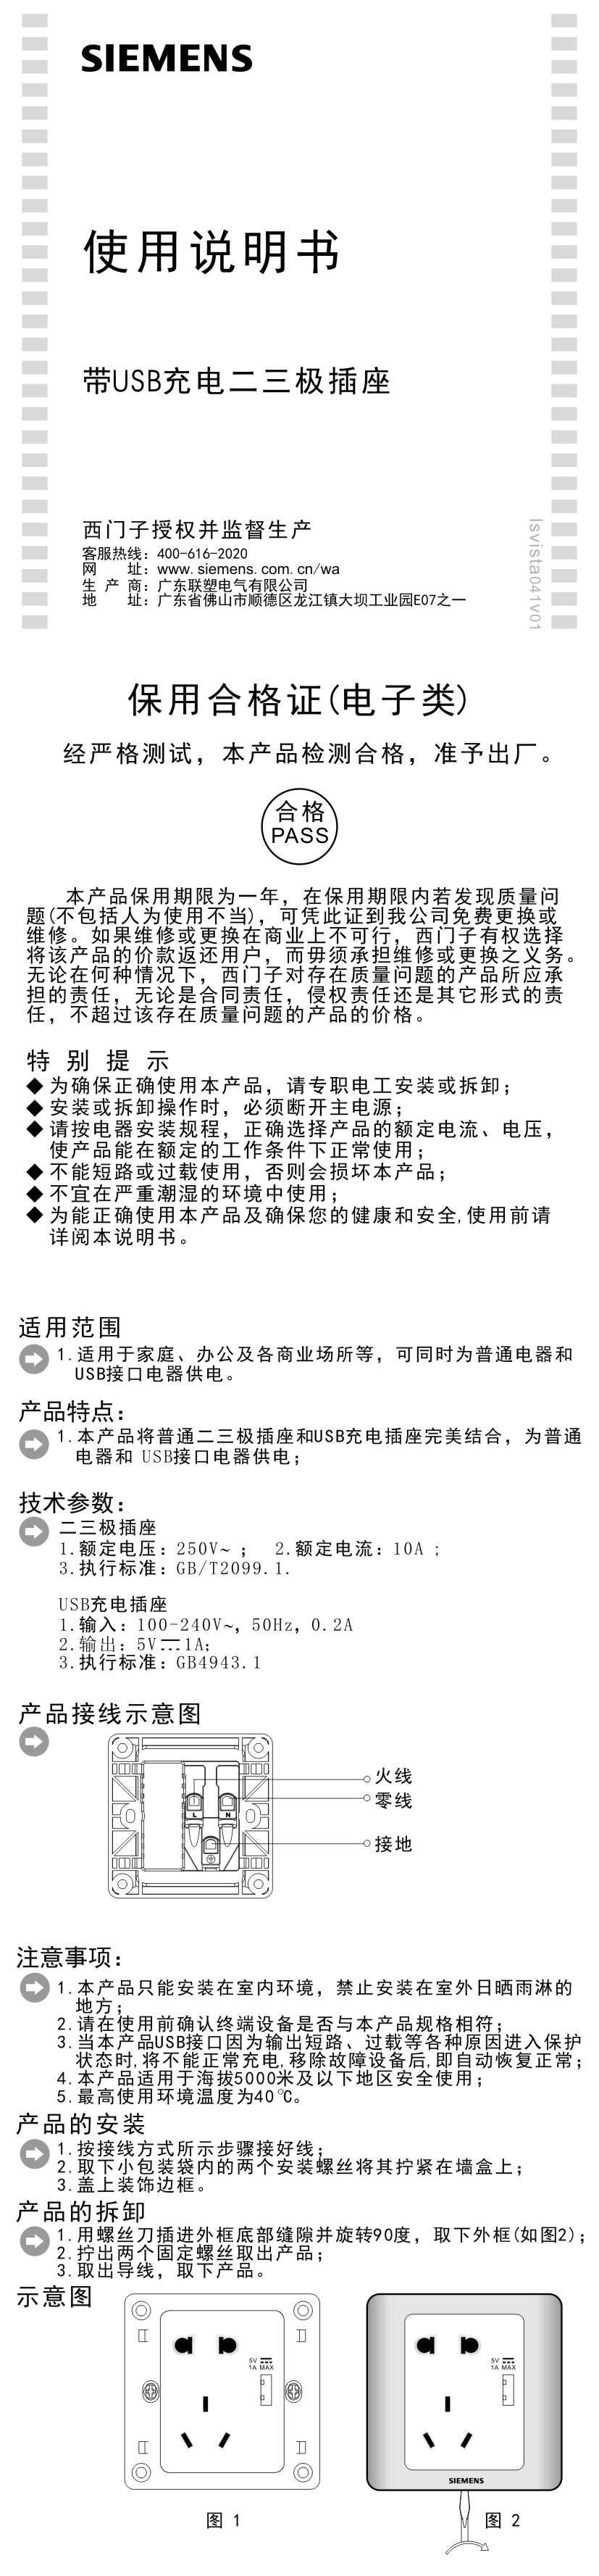 SIEMENS
使用说明书
带USB充电二三极插座
西门子授权并监督生产
客服热线：400-616-2020
网　　址：www.siemens.com.cn/wa
生 产 商：广东联塑电气有限公司
地　　址：广东省佛山市顺德区龙江镇大坝工业园E07之一
lsvista041v01
保用合格证(电子类)
经严格测试，本产品检测合格，准予出厂。
合格
PASS
本产品保用期限为一年，在保用期限内若发现质量问
题(不包括人为使用不当)，可凭此证到我公司免费更换或
维修。如果维修或更换在商业上不可行，西门子有权选择
将该产品的价款返还用户，而毋须承担维修或更换之义务。
无论在何种情况下，西门子对存在质量问题的产品所应承
担的责任，无论是合同责任，侵权责任还是其它形式的责
任，不超过该存在质量问题的产品的价格。
特 别 提 示
◆为确保正确使用本产品，请专职电工安装或拆卸；
◆安装或拆卸操作时，必须断开主电源；
◆请按电器安装规程，正确选择产品的额定电流、电压，
使产品能在额定的工作条件下正常使用；
◆不能短路或过载使用，否则会损坏本产品；
◆不宜在严重潮湿的环境中使用；
◆为能正确使用本产品及确保您的健康和安全,使用前请
详阅本说明书。
适用范围
1.适用于家庭、办公及各商业场所等，可同时为普通电器和
USB接口电器供电。
产品特点：
1.本产品将普通二三极插座和USB充电插座完美结合，为普通
电器和 USB接口电器供电；
技术参数：
二三极插座
1.额定电压：250V~ ；　2.额定电流：10A ；
3.执行标准：GB/T2099.1.
USB充电插座
1.输入：100-240V~，50Hz，0.2A
2.输出：5V⎓1A;
3.执行标准：GB4943.1
产品接线示意图
火线
零线
接地
L
N
注意事项：
1.本产品只能安装在室内环境，禁止安装在室外日晒雨淋的
地方；
2.请在使用前确认终端设备是否与本产品规格相符；
3.当本产品USB接口因为输出短路、过载等各种原因进入保护
状态时,将不能正常充电,移除故障设备后,即自动恢复正常；
4.本产品适用于海拔5000米及以下地区安全使用；
5.最高使用环境温度为40℃。
产品的安装
1.按接线方式所示步骤接好线；
2.取下小包装袋内的两个安装螺丝将其拧紧在墙盒上；
3.盖上装饰边框。
产品的拆卸
1.用螺丝刀插进外框底部缝隙并旋转90度，取下外框(如图2)；
2.拧出两个固定螺丝取出产品；
3.取出导线，取下产品。
示意图
5V ⎓
1A MAX
5V ⎓
1A MAX
SIEMENS
图 1
图 2